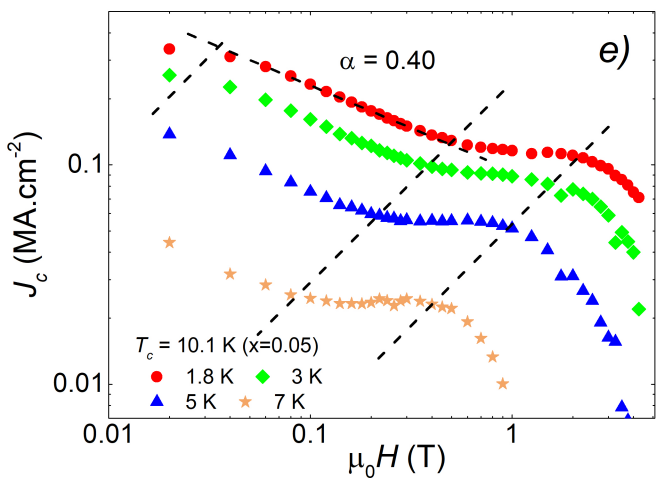 e)
α = 0.40
J_c (MA.cm⁻²)
0.1
0.01
T_c = 10.1 K (x=0.05)
1.8 K 3 K
5 K 7 K
0.01 0.1 1
μ₀H (T)